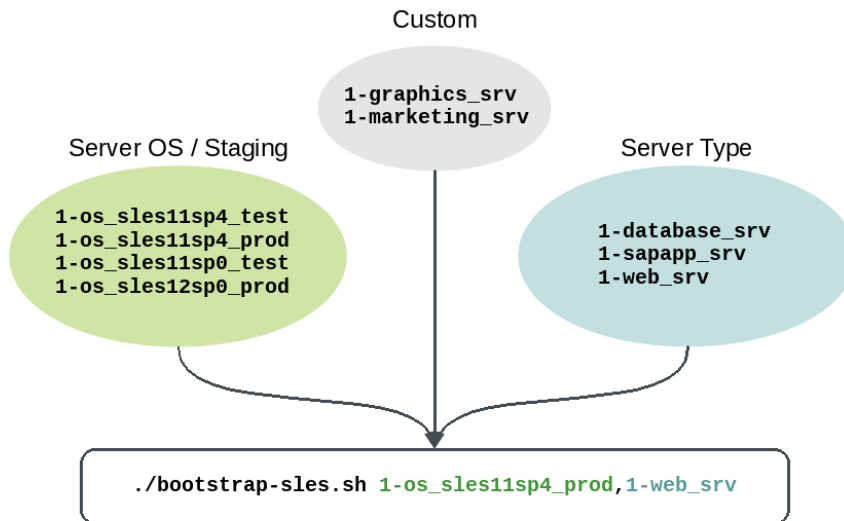 Custom
1-graphics_srv
1-marketing_srv
Server OS / Staging
1-os_sles11sp4_test
1-os_sles11sp4_prod
1-os_sles11sp0_test
1-os_sles12sp0_prod
Server Type
1-database_srv
1-sapapp_srv
1-web_srv
./bootstrap-sles.sh 1-os_sles11sp4_prod,1-web_srv